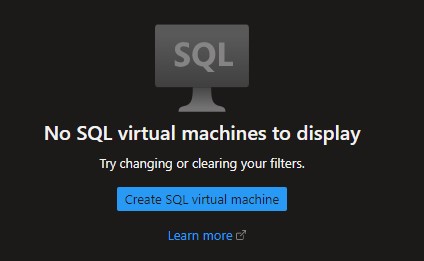 SQL
No SQL virtual machines to display
Try changing or clearing your filters.
Create SQL virtual machine
Learn more